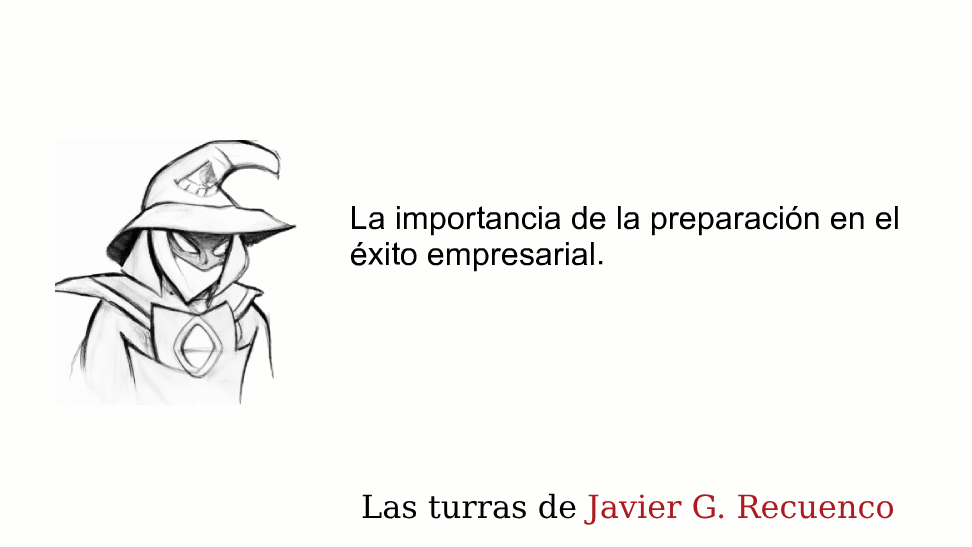 La importancia de la preparación en el
éxito empresarial.
Las turras de Javier G. Recuenco